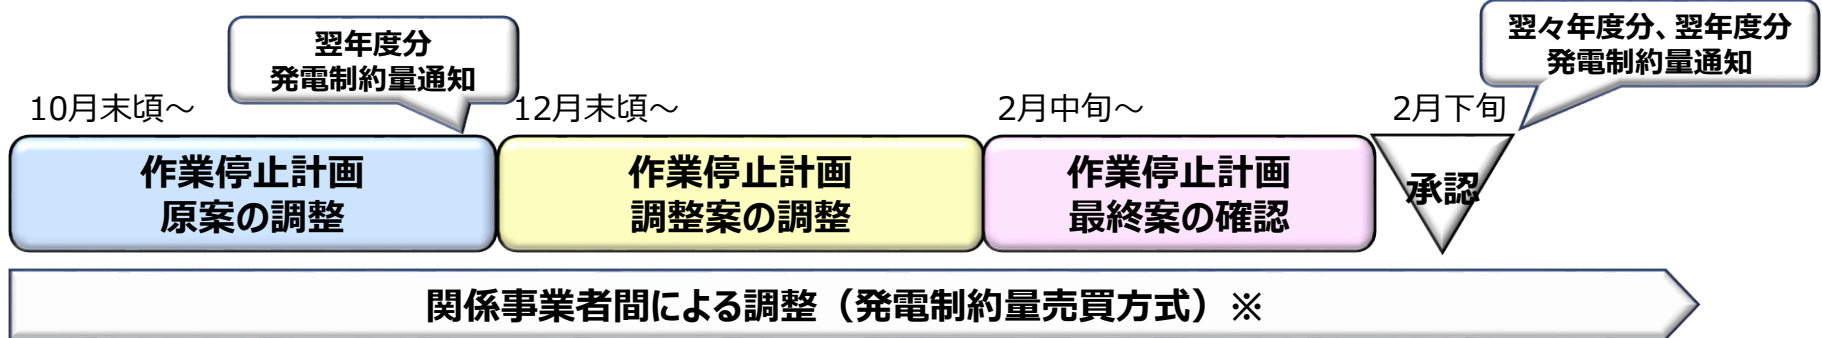 翌年度分
発電制約量通知
翌々年度分、翌年度分
発電制約量通知
10月末頃～
12月末頃～
2月中旬～
2月下旬
作業停止計画
原案の調整
作業停止計画
調整案の調整
作業停止計画
最終案の確認
承認
関係事業者間による調整（発電制約量売買方式）※